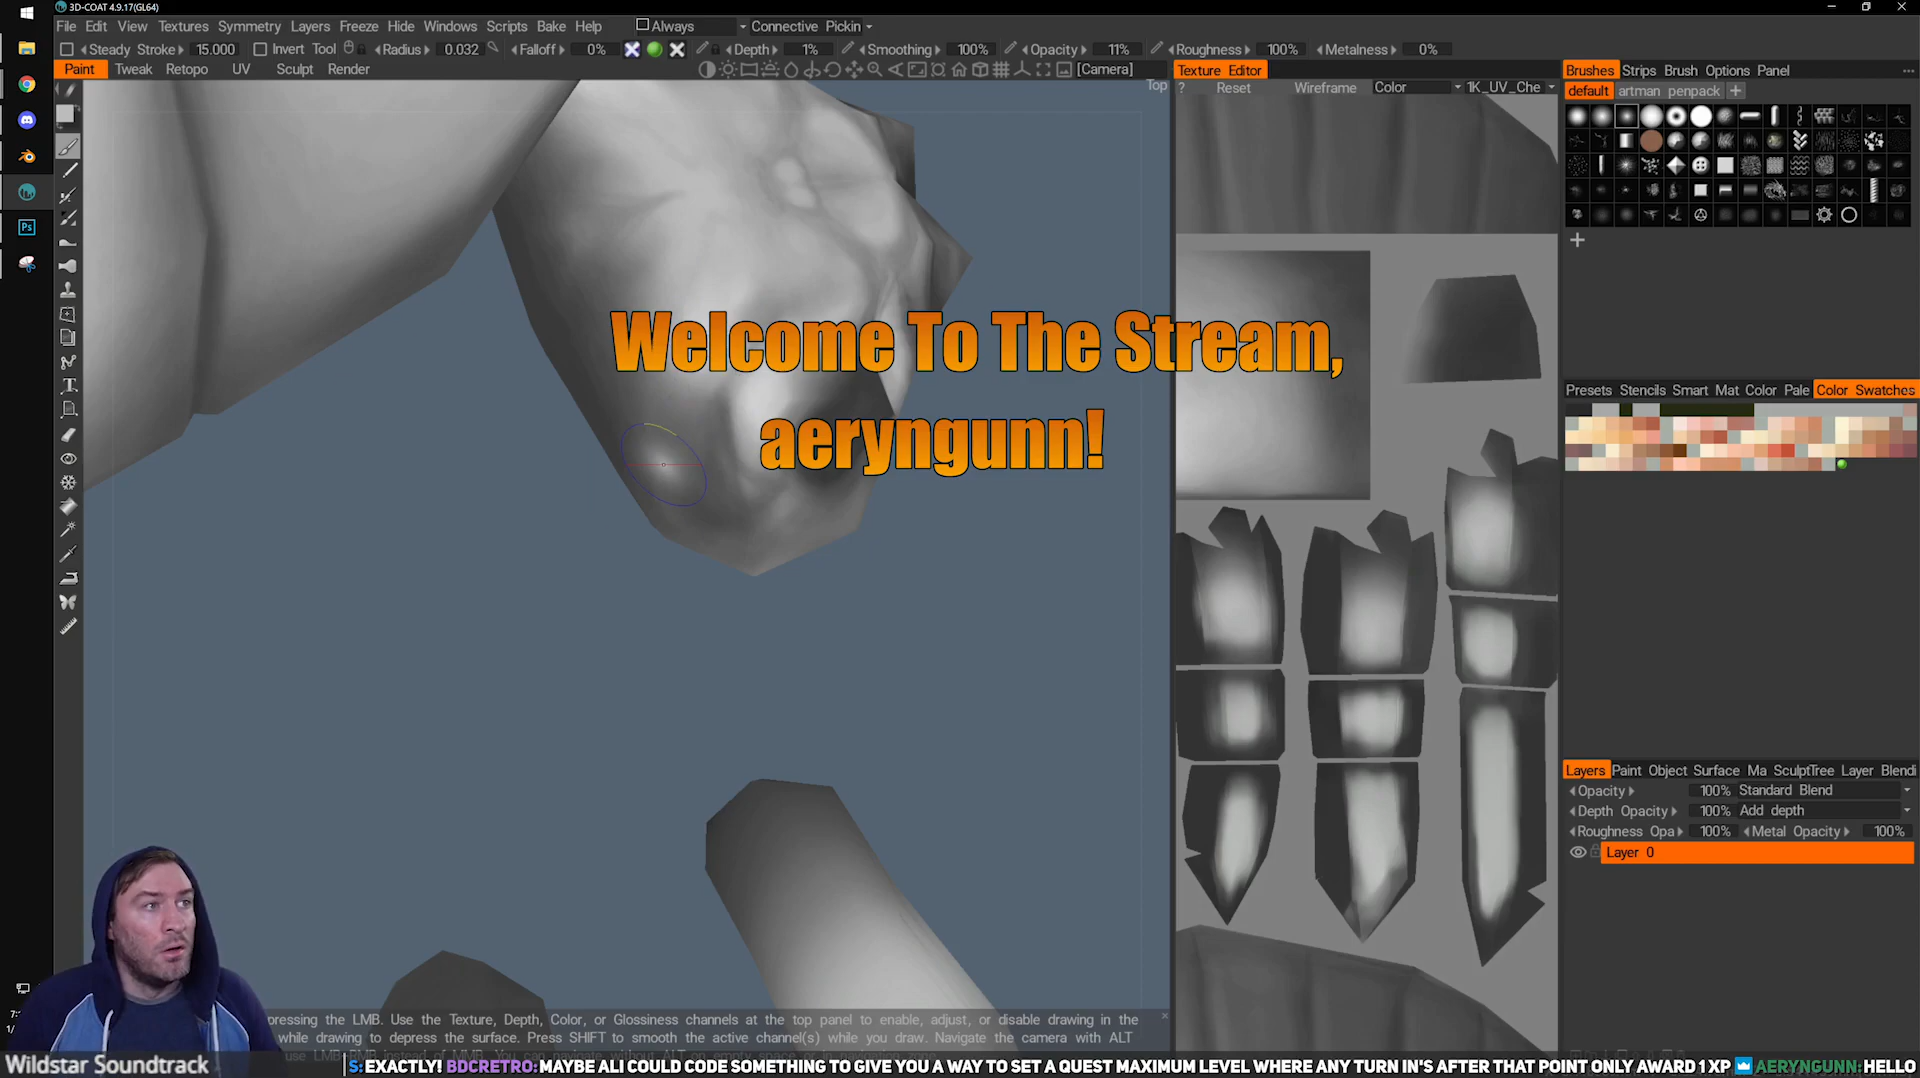 3D-COAT 4.9.17(GL64)
File Edit View Textures Symmetry Layers Freeze Hide Windows Scripts Bake Help Always Connective Pickin
Steady Stroke 15.000 Invert Tool Radius 0.032 Falloff 0% Depth 1% Smoothing 100% Opacity 11% Roughness 100% Metalness 0%
Paint Tweak Retopo UV Sculpt Render [Camera]
Texture Editor
Top
? Reset Wireframe Color 1K_UV_Che
Brushes Strips Brush Options Panel
default artman penpack
Welcome To The Stream,
aeryngunn!
Presets Stencils Smart Mat Color Pale Color Swatches
Layers Paint Object Surface Ma SculptTree Layer Blendi
Opacity 100% Standard Blend
Depth Opacity 100% Add depth
Roughness Opa 100% Metal Opacity 100%
Layer 0
Ps
pressing the LMB. Use the Texture, Depth, Color, or Glossiness channels at the top panel to enable, adjust, or disable drawing in the
while drawing to depress the surface. Press SHIFT to smooth the active channel(s) while you draw. Navigate the camera with ALT
Wildstar Soundtrack
S: EXACTLY! BDCRETRO: MAYBE ALI COULD CODE SOMETHING TO GIVE YOU A WAY TO SET A QUEST MAXIMUM LEVEL WHERE ANY TURN IN'S AFTER THAT POINT ONLY AWARD 1 XP AERYNGUNN: HELLO